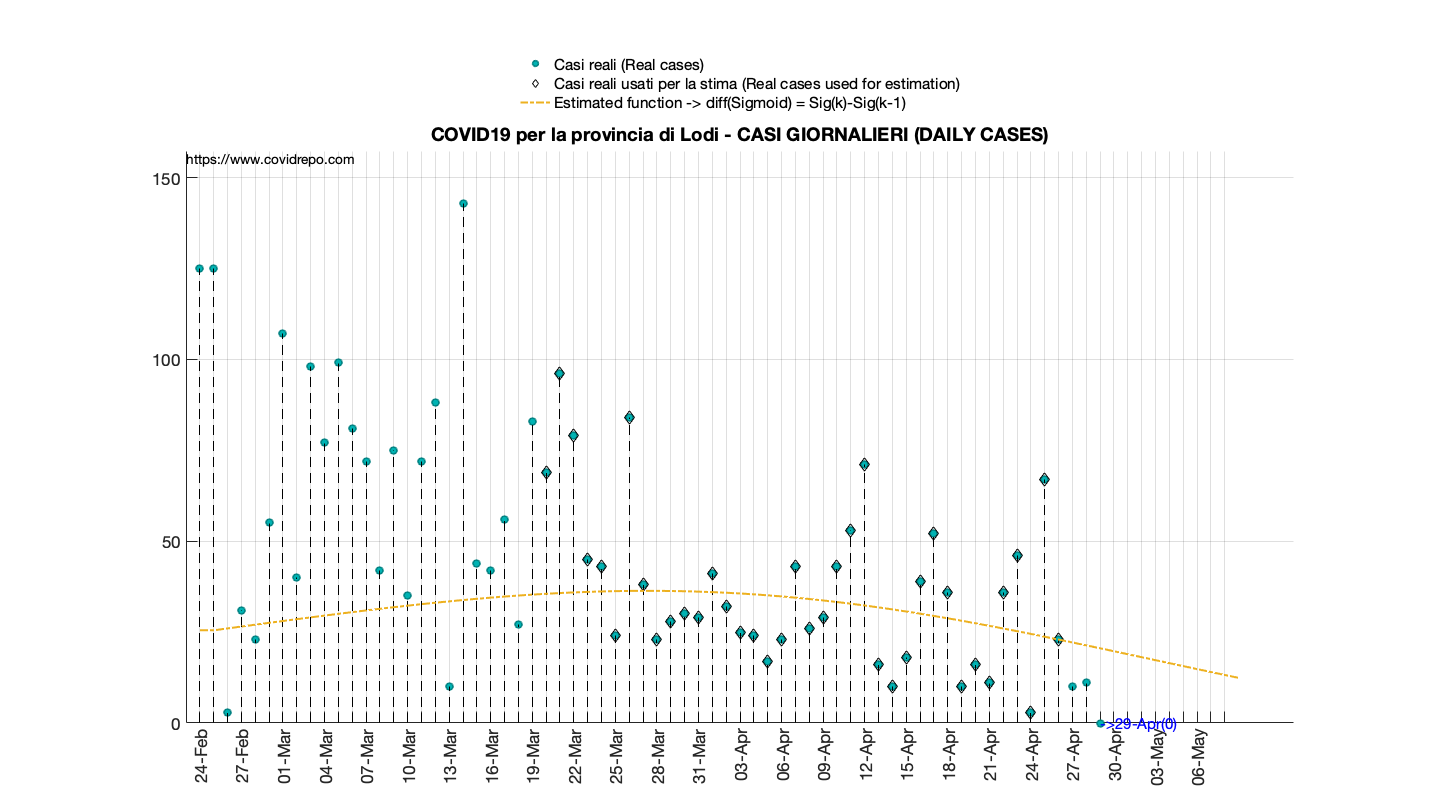 Casi reali (Real cases)
Casi reali usati per la stima (Real cases used for estimation)
Estimated function -> diff(Sigmoid) = Sig(k)-Sig(k-1)
COVID19 per la provincia di Lodi - CASI GIORNALIERI (DAILY CASES)
https://www.covidrepo.com
150
100
50
0
->29-Apr(0)
24-Feb
27-Feb
01-Mar
04-Mar
07-Mar
10-Mar
13-Mar
16-Mar
19-Mar
22-Mar
25-Mar
28-Mar
31-Mar
03-Apr
06-Apr
09-Apr
12-Apr
15-Apr
18-Apr
21-Apr
24-Apr
27-Apr
30-Apr
03-May
06-May